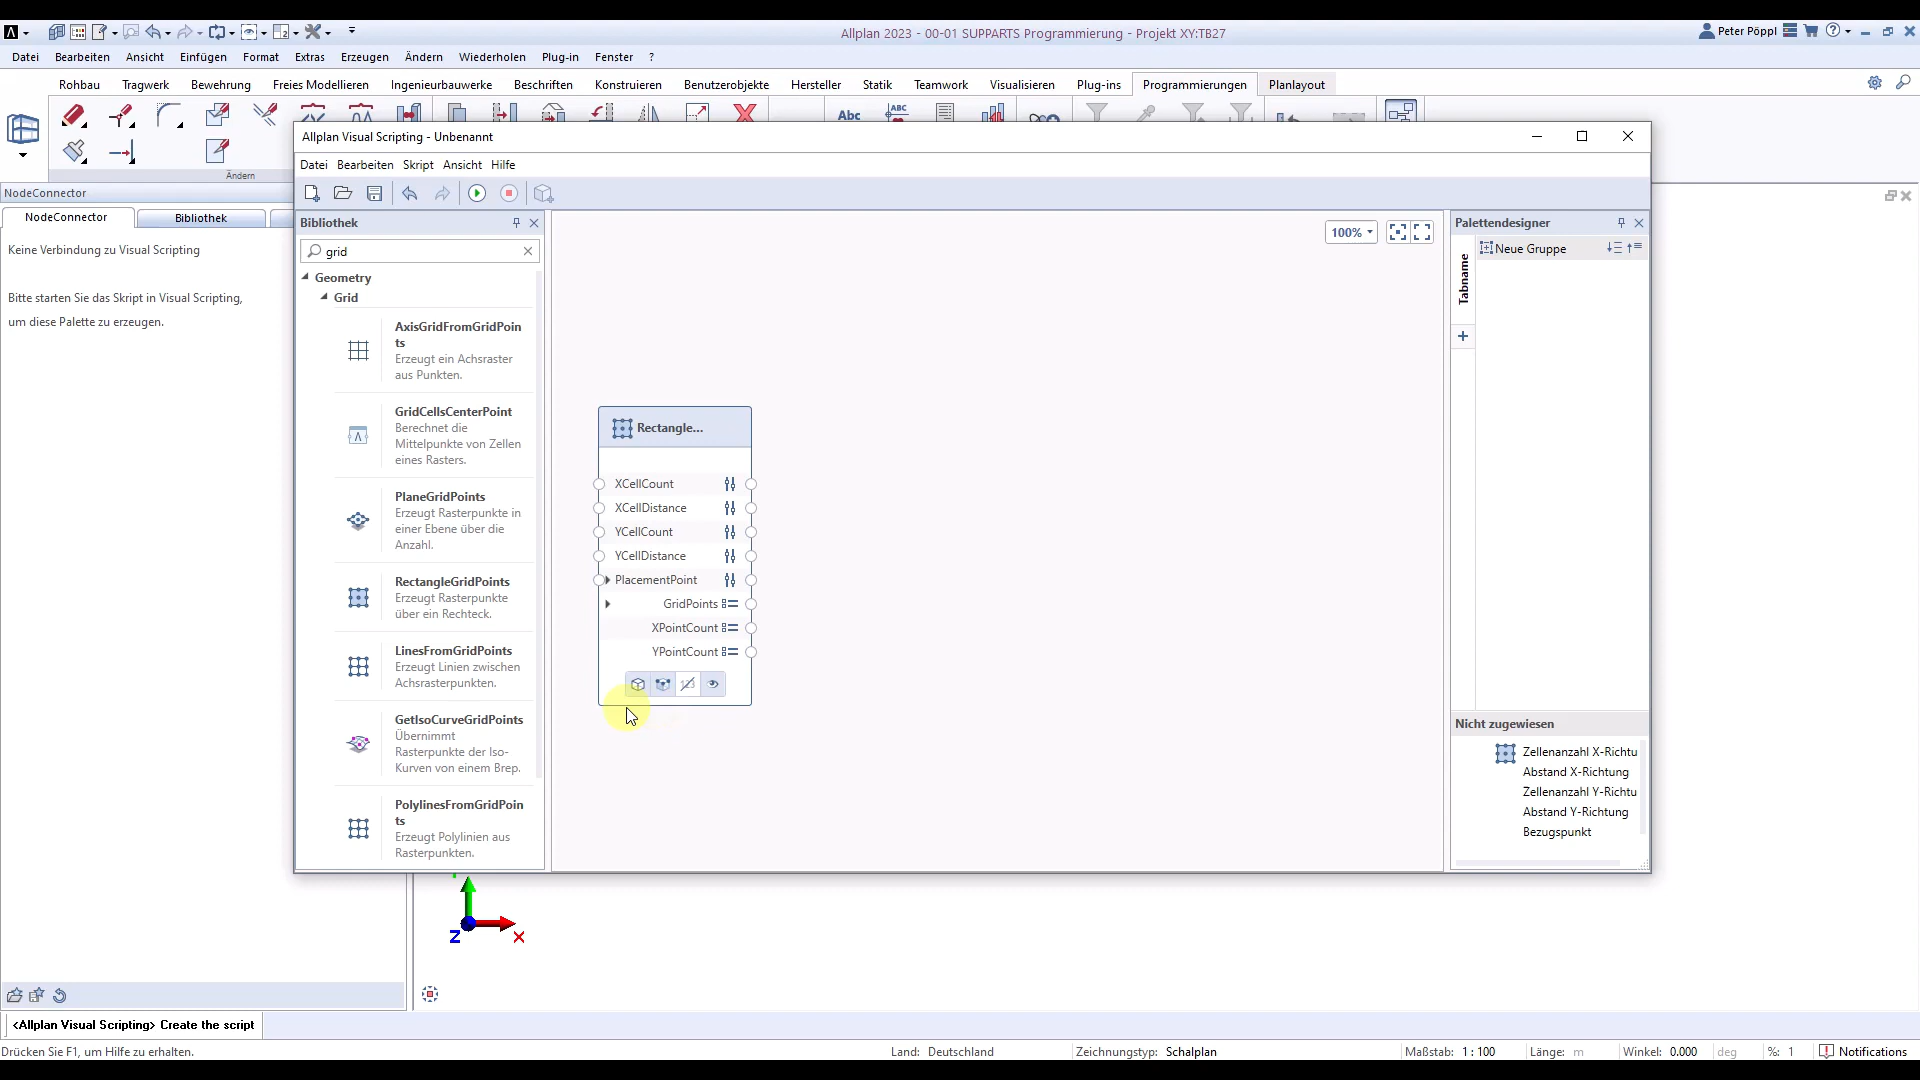 Allplan 2023 - 00-01 SUPPARTS Programmierung - Projekt XY:TB27
Peter Pöppl
Datei Bearbeiten Ansicht Einfügen Format Extras Erzeugen Ändern Wiederholen Plug-in Fenster ?
Rohbau Tragwerk Bewehrung Freies Modellieren Ingenieurbauwerke Beschriften Konstruieren Benutzerobjekte Hersteller Statik Teamwork Visualisieren Plug-ins Programmierungen Planlayout
Abc
ABC
Ändern
NodeConnector
NodeConnector Bibliothek
Keine Verbindung zu Visual Scripting
Bitte starten Sie das Skript in Visual Scripting,
um diese Palette zu erzeugen.
Allplan Visual Scripting - Unbenannt
Datei Bearbeiten Skript Ansicht Hilfe
Bibliothek
grid
Geometry
Grid
AxisGridFromGridPoin
ts
Erzeugt ein Achsraster
aus Punkten.
GridCellsCenterPoint
Berechnet die
Mittelpunkte von Zellen
eines Rasters.
PlaneGridPoints
Erzeugt Rasterpunkte in
einer Ebene über die
Anzahl.
RectangleGridPoints
Erzeugt Rasterpunkte
über ein Rechteck.
LinesFromGridPoints
Erzeugt Linien zwischen
Achsrasterpunkten.
GetIsoCurveGridPoints
Übernimmt
Rasterpunkte der Iso-
Kurven von einem Brep.
PolylinesFromGridPoin
ts
Erzeugt Polylinien aus
Rasterpunkten.
100%
Rectangle...
XCellCount
XCellDistance
YCellCount
YCellDistance
PlacementPoint
GridPoints
XPointCount
YPointCount
123
Palettendesigner
Neue Gruppe
Tabname
Nicht zugewiesen
Zellenanzahl X-Richtu
Abstand X-Richtung
Zellenanzahl Y-Richtu
Abstand Y-Richtung
Bezugspunkt
Z
X
<Allplan Visual Scripting> Create the script
Drücken Sie F1, um Hilfe zu erhalten.
Land: Deutschland
Zeichnungstyp: Schalplan
Maßstab: 1 : 100
Länge: m
Winkel: 0.000 deg
%: 1
Notifications